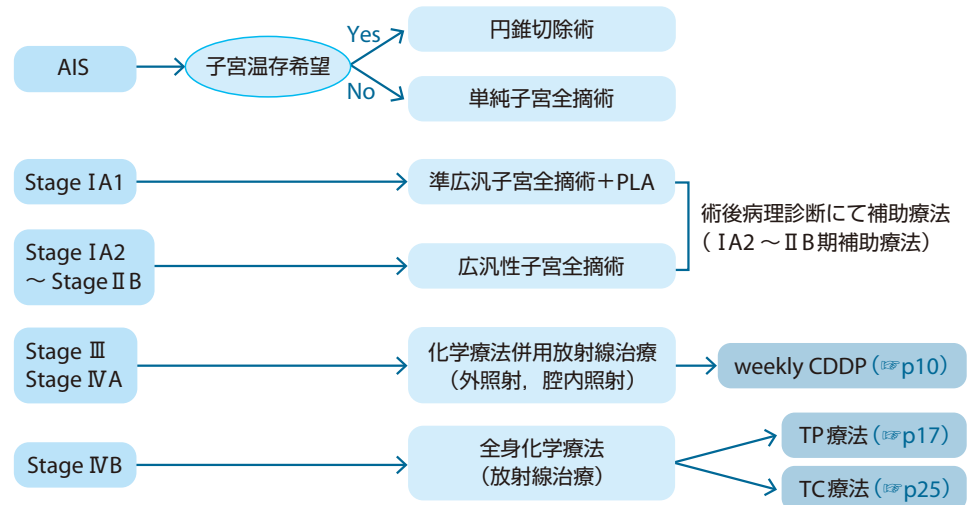 AIS
子宮温存希望
Yes
円錐切除術
No
単純子宮全摘術
Stage ⅠA1
準広汎子宮全摘術＋PLA
術後病理診断にて補助療法
（ⅠA2 ～ⅡB期補助療法）
Stage ⅠA2
～ StageⅡB
広汎性子宮全摘術
Stage Ⅲ
Stage ⅣA
化学療法併用放射線治療
（外照射，腔内照射）
weekly CDDP（☞p10）
Stage ⅣB
全身化学療法
（放射線治療）
TP療法（☞p17）
TC療法（☞p25）